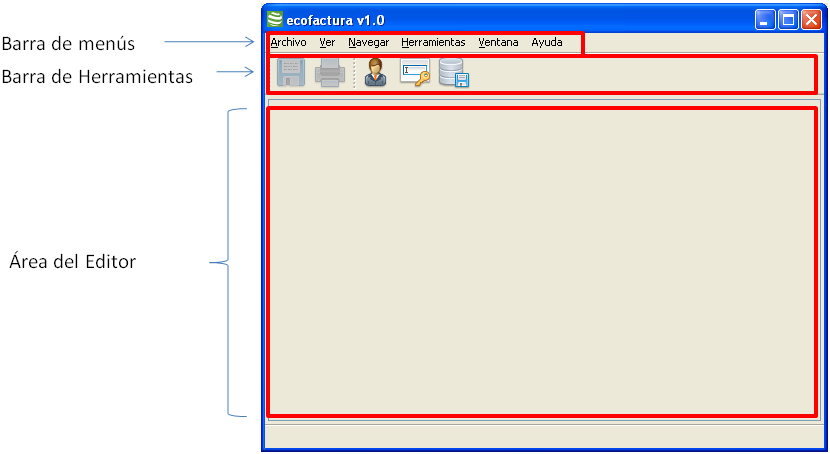 ecofactura v1.0
Barra de menús
Archivo Ver Navegar Herramientas Ventana Ayuda
Barra de Herramientas
Área del Editor